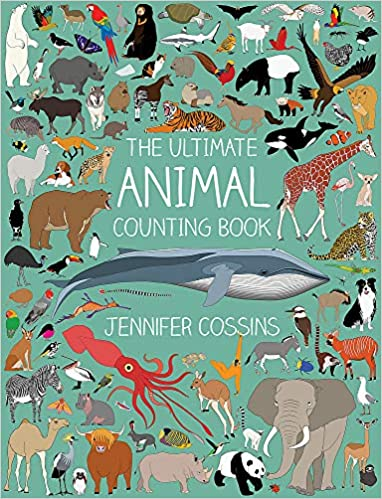 THE ULTIMATE
ANIMAL
COUNTING BOOK
JENNIFER COSSINS